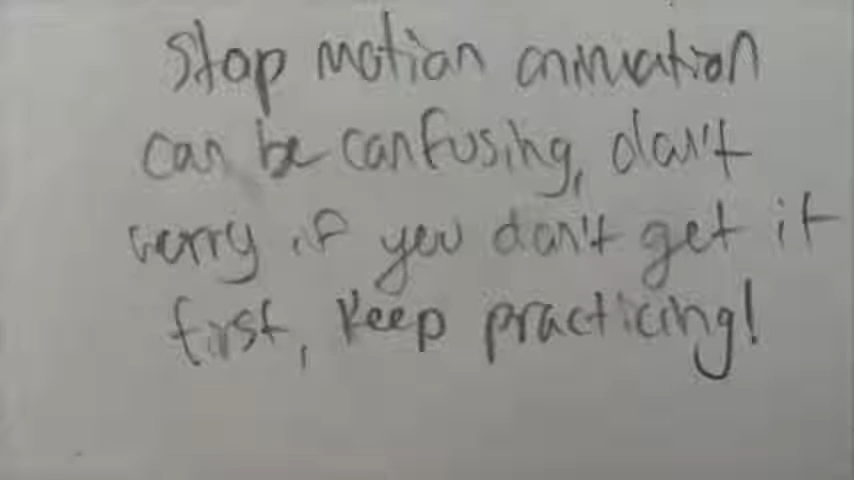 Stop motion animation
can be confusing, don't
worry if you don't get it
first, keep practicing!